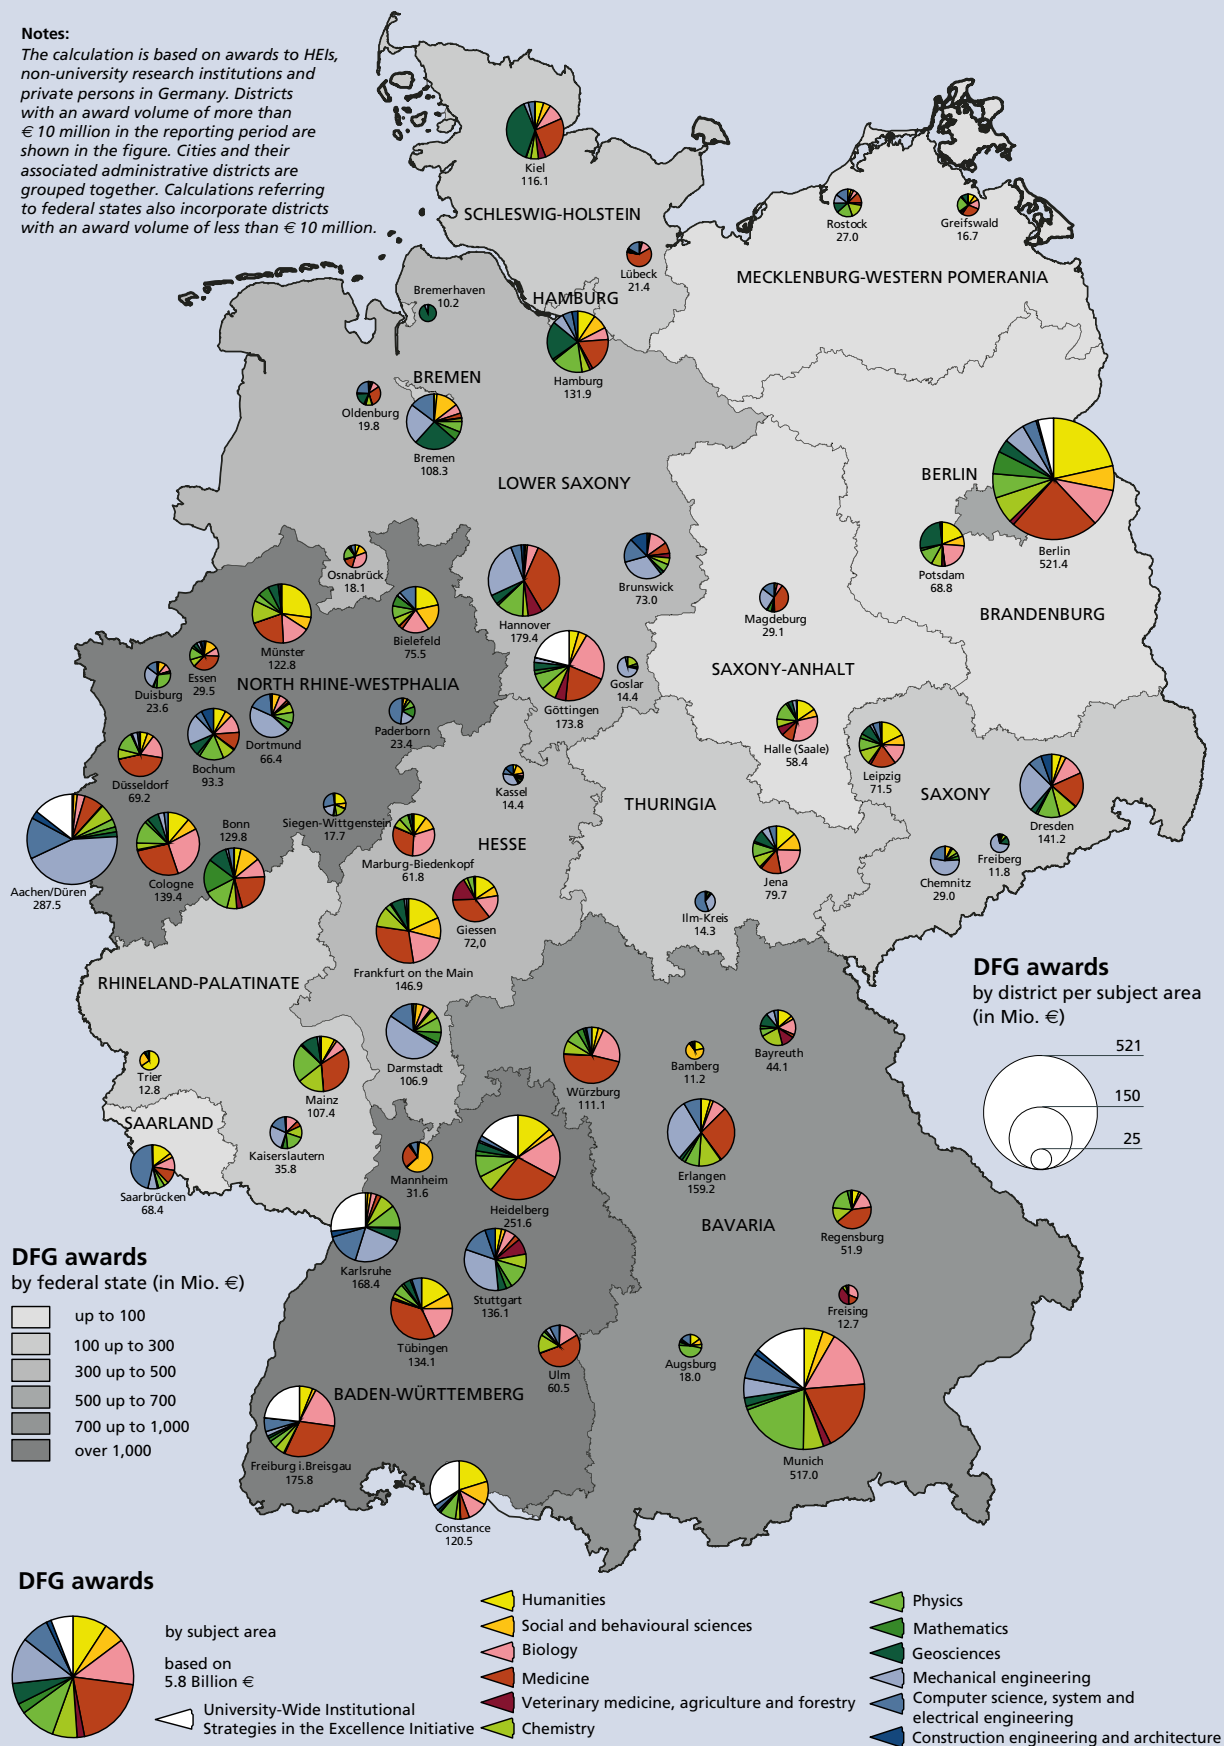 Notes:
The calculation is based on awards to HEIs,
non-university research institutions and
private persons in Germany. Districts
with an award volume of more than
€ 10 million in the reporting period are
shown in the figure. Cities and their
associated administrative districts are
grouped together. Calculations referring
to federal states also incorporate districts
with an award volume of less than € 10 million.
Kiel
116.1
SCHLESWIG-HOLSTEIN
Rostock
27.0
Greifswald
16.7
Lübeck
21.4
MECKLENBURG-WESTERN POMERANIA
Bremerhaven
10.2
HAMBURG
Hamburg
131.9
BREMEN
Oldenburg
19.8
Bremen
108.3
LOWER SAXONY
BERLIN
Berlin
521.4
Potsdam
68.8
BRANDENBURG
Osnabrück
18.1
Hannover
179.4
Brunswick
73.0
Magdeburg
29.1
Münster
122.8
Bielefeld
75.5
Essen
29.5
Duisburg
23.6
NORTH RHINE-WESTPHALIA
Göttingen
173.8
Goslar
14.4
SAXONY-ANHALT
Paderborn
23.4
Dortmund
66.4
Bochum
93.3
Düsseldorf
69.2
Halle (Saale)
58.4
Leipzig
71.5
Kassel
14.4
THURINGIA
SAXONY
Dresden
141.2
Siegen-Wittgenstein
17.7
Bonn
129.8
Aachen/Düren
287.5
Cologne
139.4
Marburg-Biedenkopf
61.8
HESSE
Freiberg
11.8
Chemnitz
29.0
Jena
79.7
Ilm-Kreis
14.3
Giessen
72,0
Frankfurt on the Main
146.9
RHINELAND-PALATINATE
DFG awards
by district per subject area
(in Mio. €)
521
150
25
Darmstadt
106.9
Trier
12.8
Mainz
107.4
Würzburg
111.1
Bamberg
11.2
Bayreuth
44.1
SAARLAND
Kaiserslautern
35.8
Saarbrücken
68.4
Mannheim
31.6
Heidelberg
251.6
Erlangen
159.2
BAVARIA
Regensburg
51.9
Karlsruhe
168.4
Stuttgart
136.1
Tübingen
134.1
Freising
12.7
Ulm
60.5
Augsburg
18.0
Munich
517.0
BADEN-WÜRTTEMBERG
Freiburg i.Breisgau
175.8
Constance
120.5
DFG awards
by federal state (in Mio. €)
up to 100
100 up to 300
300 up to 500
500 up to 700
700 up to 1,000
over 1,000
DFG awards
by subject area
based on
5.8 Billion €
University-Wide Institutional
Strategies in the Excellence Initiative
Humanities
Social and behavioural sciences
Biology
Medicine
Veterinary medicine, agriculture and forestry
Chemistry
Physics
Mathematics
Geosciences
Mechanical engineering
Computer science, system and
electrical engineering
Construction engineering and architecture